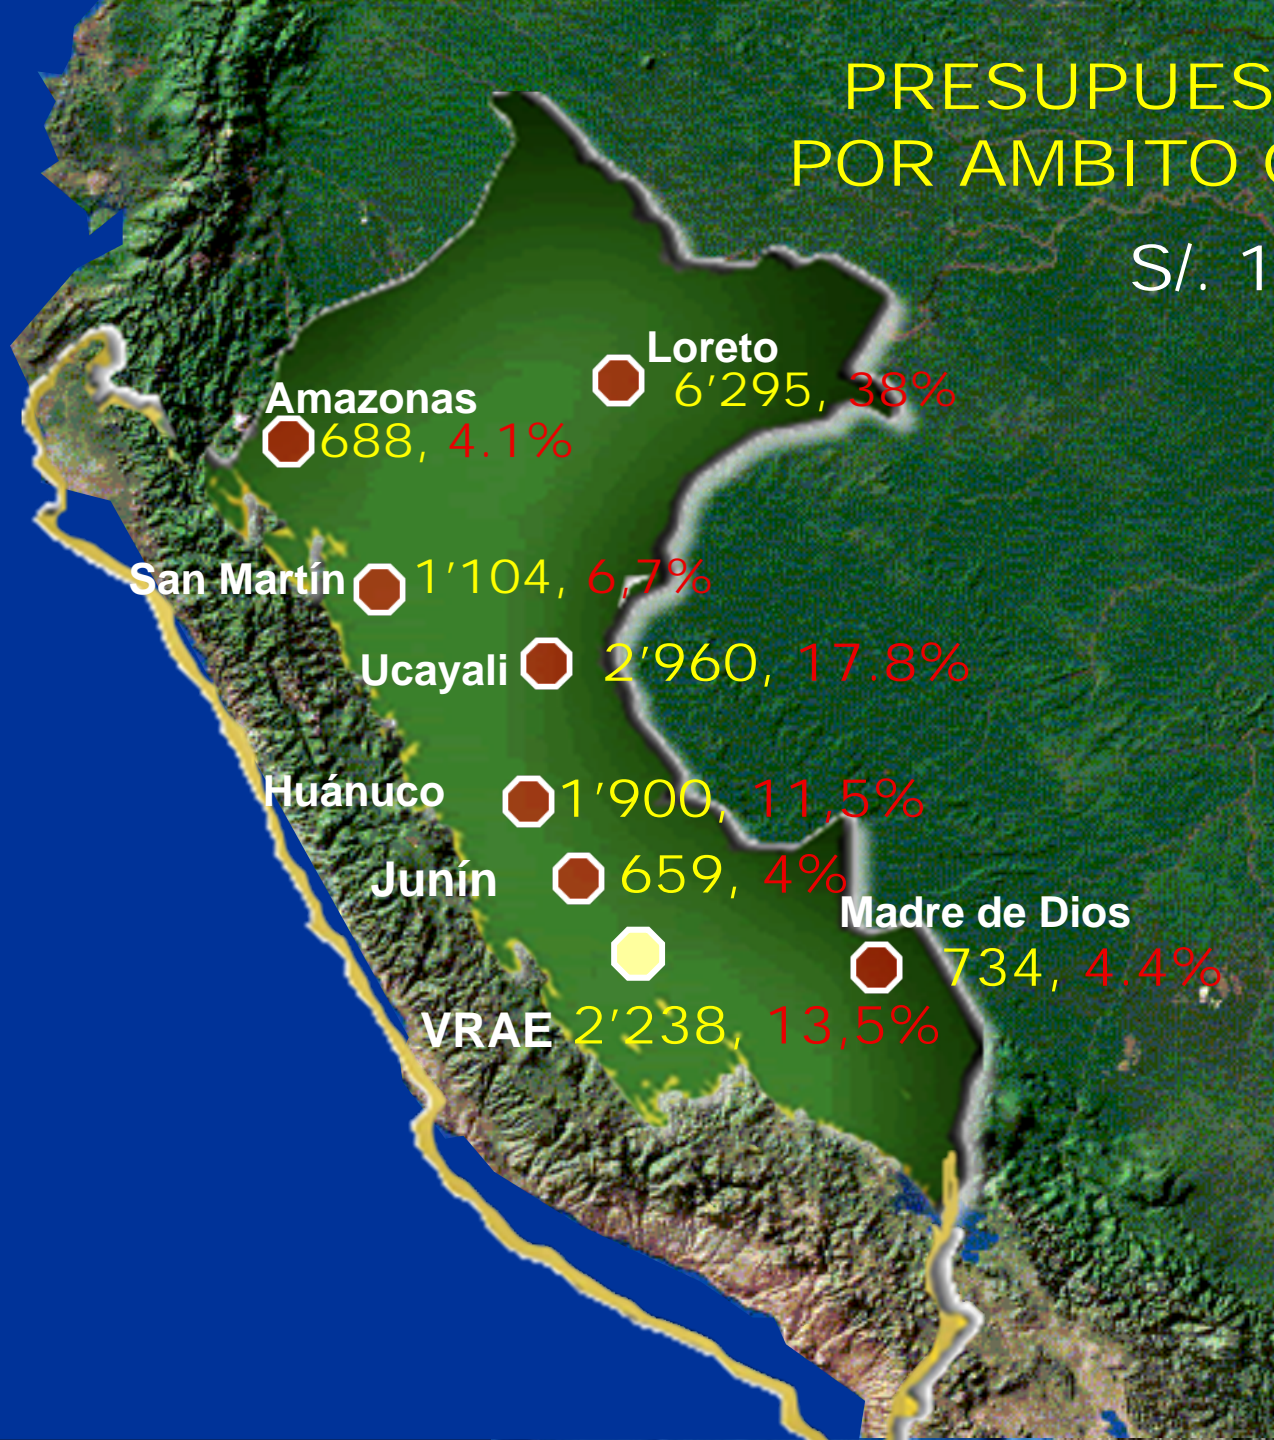 PRESUPUES
POR AMBITO
S/. 1
Loreto
6’295, 38%
Amazonas
688, 4.1%
San Martín 1’104, 6,7%
Ucayali 2’960, 17.8%
Huánuco 1’900, 11,5%
Junín 659, 4%
Madre de Dios
734, 4.4%
VRAE 2’238, 13,5%